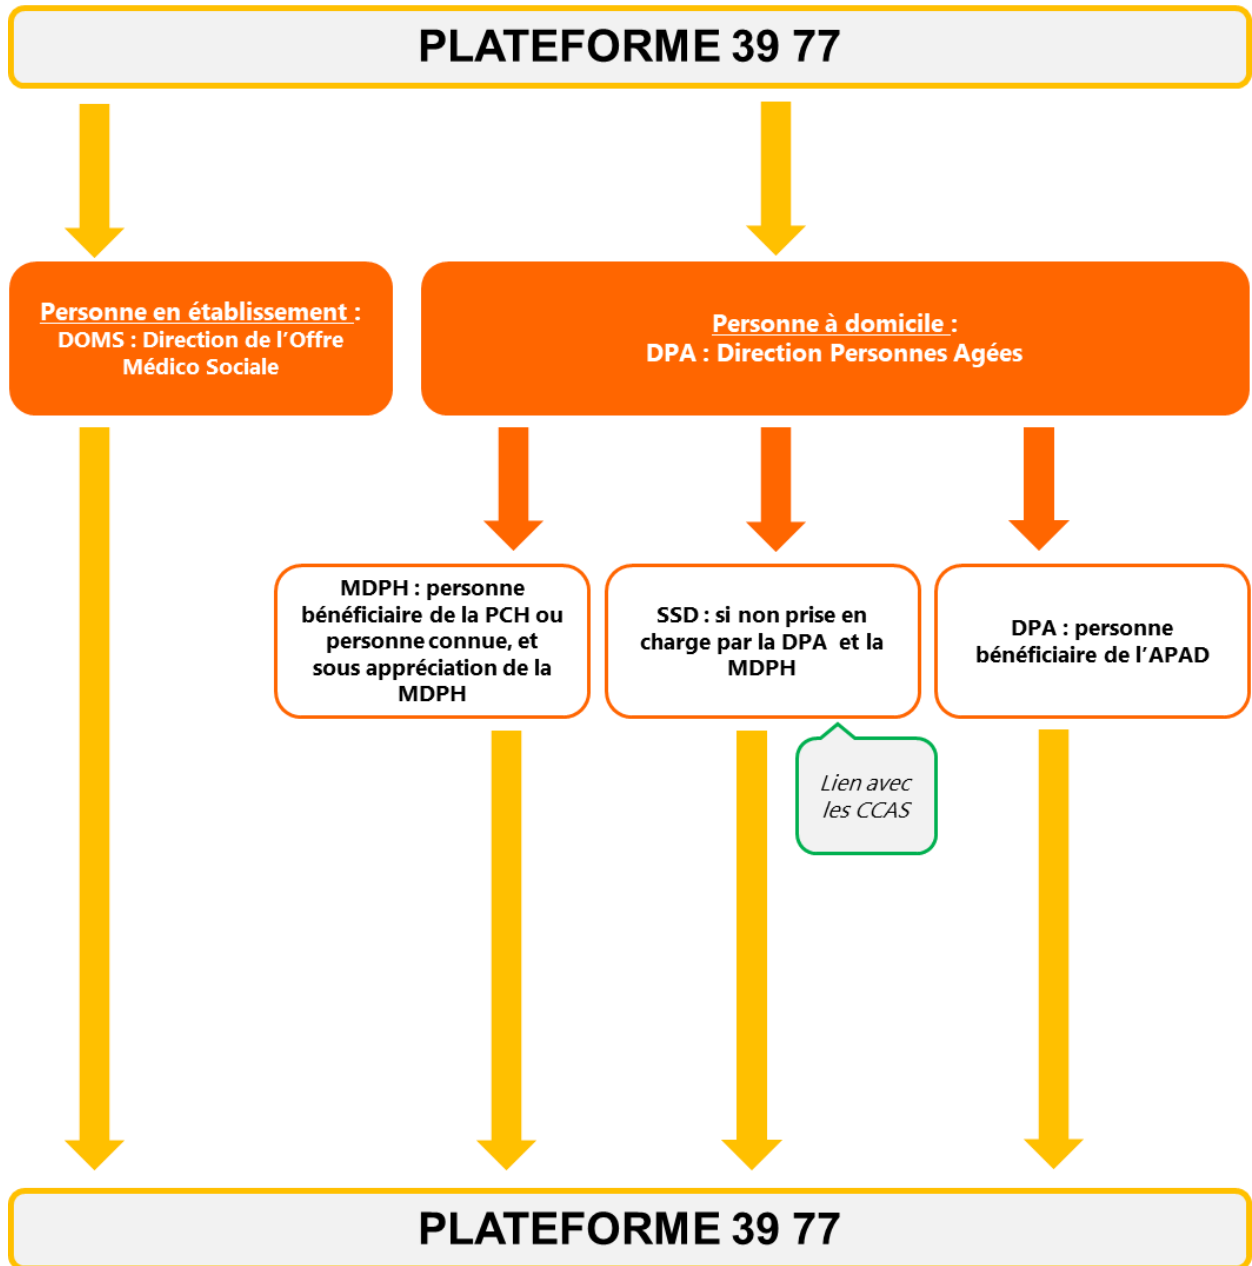 PLATEFORME 39 77
Personne en établissement :
DOMS : Direction de l'Offre
Médico Sociale
Personne à domicile :
DPA : Direction Personnes Agées
MDPH : personne
bénéficiaire de la PCH ou
personne connue, et
sous appréciation de la
MDPH
SSD : si non prise en
charge par la DPA et la
MDPH
DPA : personne
bénéficiaire de l'APAD
Lien avec
les CCAS
PLATEFORME 39 77